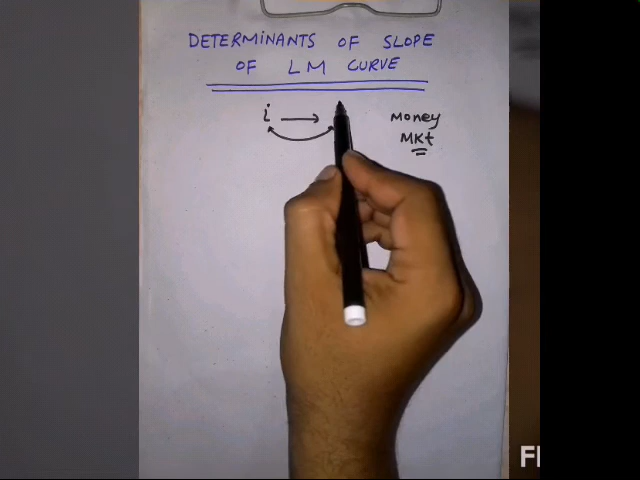 DETERMINANTS OF SLOPE
OF LM CURVE
i → Money
MKt